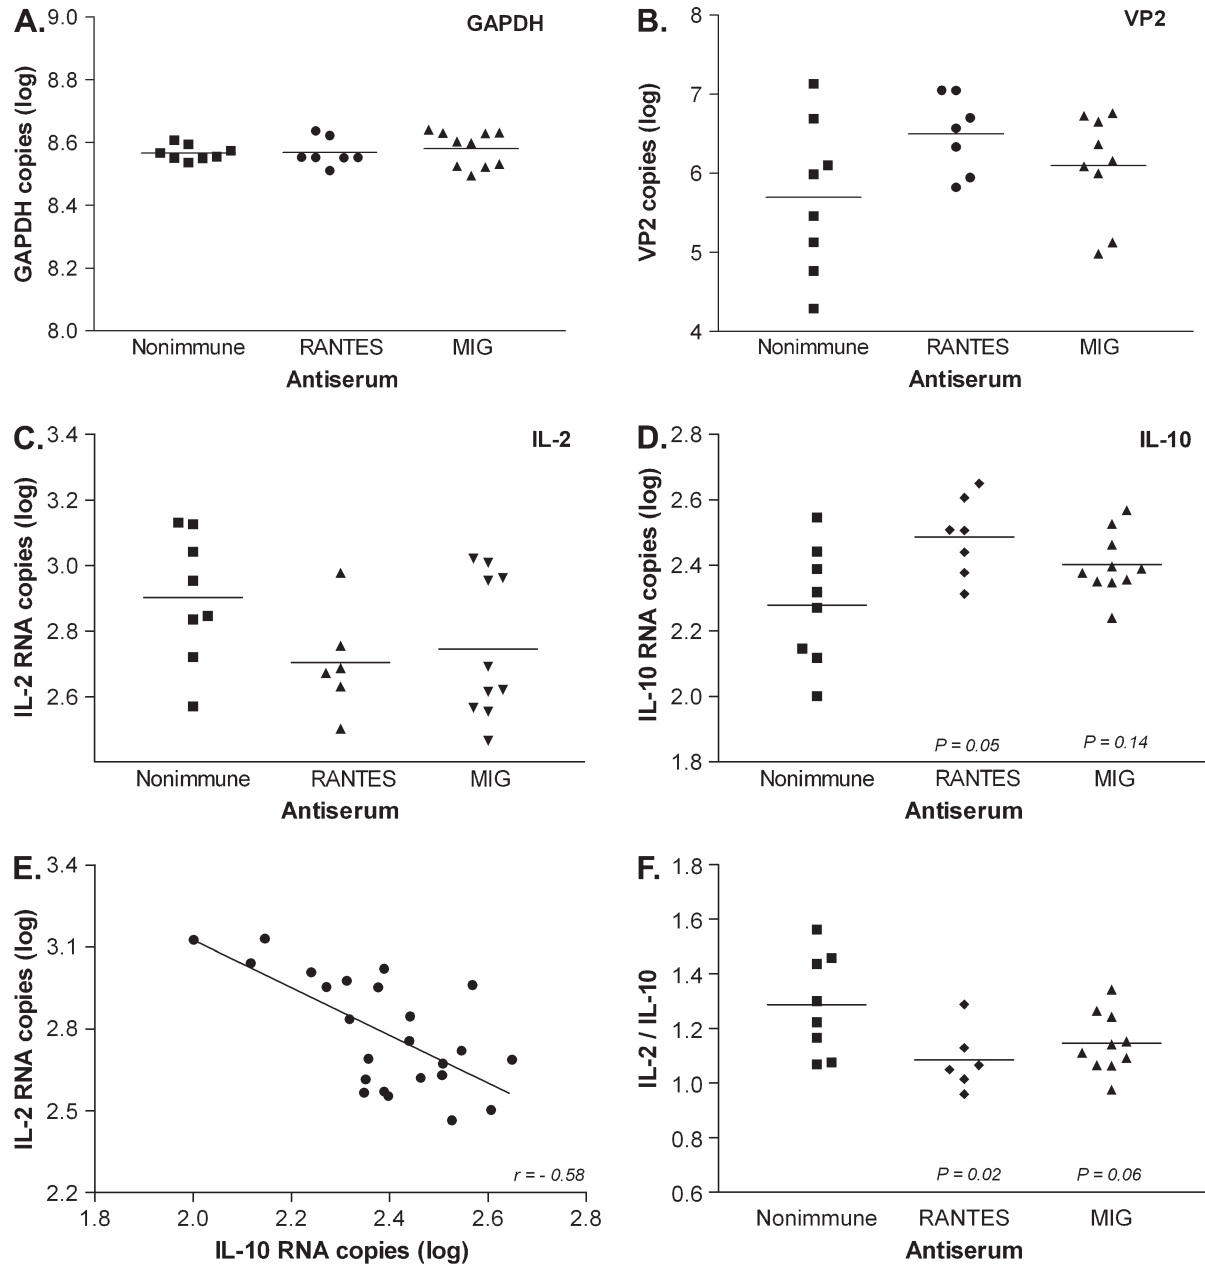 A.
GAPDH
9.0
8.8
8.6
8.4
8.2
8.0
GAPDH copies (log)
Nonimmune RANTES MIG
Antiserum
B.
VP2
8
7
6
5
4
VP2 copies (log)
Nonimmune RANTES MIG
Antiserum
C.
IL-2
3.4
3.2
3.0
2.8
2.6
IL-2 RNA copies (log)
Nonimmune RANTES MIG
Antiserum
D.
IL-10
2.8
2.6
2.4
2.2
2.0
1.8
IL-10 RNA copies (log)
P = 0.05 P = 0.14
Nonimmune RANTES MIG
Antiserum
E.
3.4
3.1
2.8
2.5
2.2
IL-2 RNA copies (log)
r = - 0.58
1.8 2.0 2.2 2.4 2.6 2.8
IL-10 RNA copies (log)
F.
1.8
1.6
1.4
1.2
1.0
0.8
0.6
IL-2 / IL-10
P = 0.02 P = 0.06
Nonimmune RANTES MIG
Antiserum